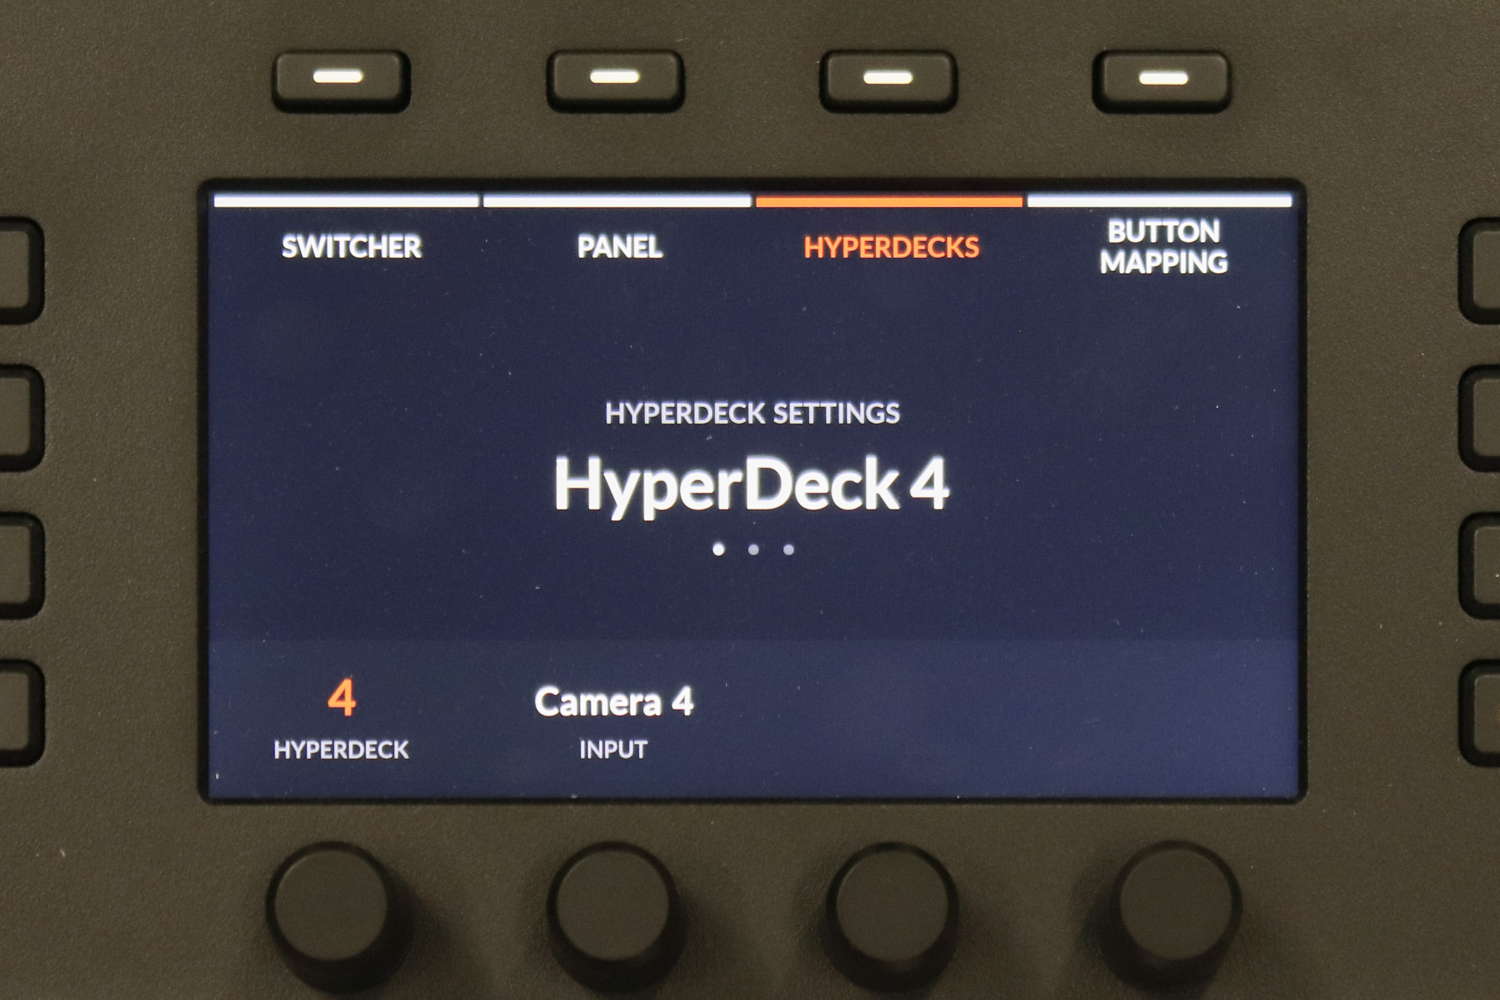 SWITCHER
PANEL
HYPERDECKS
BUTTON
MAPPING
HYPERDECK SETTINGS
HyperDeck 4
4
HYPERDECK
Camera 4
INPUT